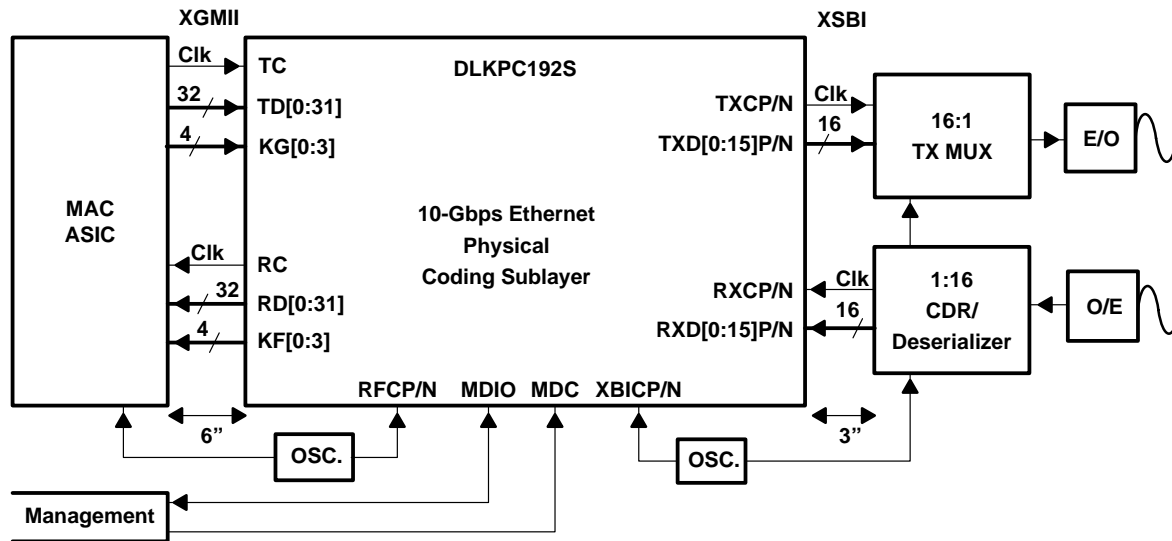 XGMII
XSBI
MAC
ASIC
Clk
32
4
Clk
32
4
TC
TD[0:31]
KG[0:3]
RC
RD[0:31]
KF[0:3]
DLKPC192S
10-Gbps Ethernet
Physical
Coding Sublayer
TXCP/N
TXD[0:15]P/N
RXCP/N
RXD[0:15]P/N
RFCP/N
MDIO
MDC
XBICP/N
Clk
16
Clk
16
16:1
TX MUX
E/O
1:16
CDR/
Deserializer
O/E
6”
3”
OSC.
OSC.
Management